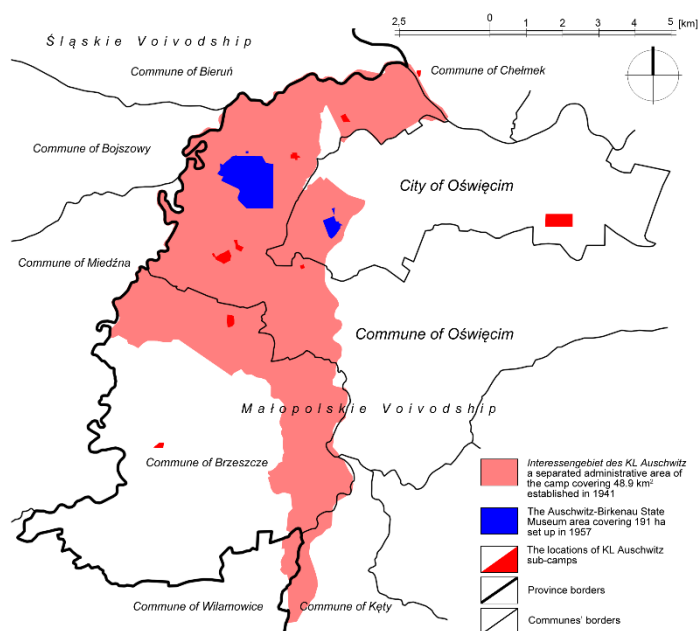 Śląskie Voivodship
2,5 0 1 2 3 4 5 [km]
Commune of Bieruń
Commune of Chełmek
Commune of Bojszowy
City of Oświęcim
Commune of Miedźna
Commune of Oświęcim
Małopolskie Voivodship
Commune of Brzeszcze
Commune of Wilamowice
Commune of Kęty
Interessengebiet des KL Auschwitz
a separated administrative area
of the camp covering 48.9 km²
established in 1941
The Auschwitz-Birkenau State
Museum area covering 191 ha
set up in 1957
The locations of KL Auschwitz
sub-camps
Province borders
Communes' borders